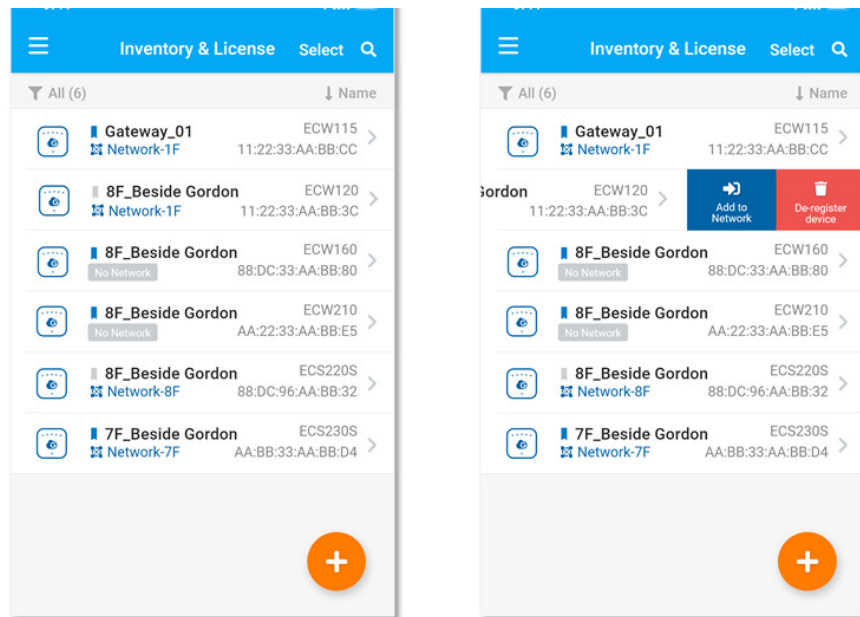 Inventory & License Select
All (6) Name
Gateway_01 ECW115
Network-1F 11:22:33:AA:BB:CC
8F_Beside Gordon ECW120
Network-1F 11:22:33:AA:BB:3C
8F_Beside Gordon ECW160
No Network 88:DC:33:AA:BB:80
8F_Beside Gordon ECW210
No Network AA:22:33:AA:BB:E5
8F_Beside Gordon ECS220S
Network-8F 88:DC:96:AA:BB:32
7F_Beside Gordon ECS230S
Network-7F AA:BB:33:AA:BB:D4
Inventory & License Select
All (6) Name
Gateway_01 ECW115
Network-1F 11:22:33:AA:BB:CC
Gordon ECW120
11:22:33:AA:BB:3C
Add to
Network
De-register
device
8F_Beside Gordon ECW160
No Network 88:DC:33:AA:BB:80
8F_Beside Gordon ECW210
No Network AA:22:33:AA:BB:E5
8F_Beside Gordon ECS220S
Network-8F 88:DC:96:AA:BB:32
7F_Beside Gordon ECS230S
Network-7F AA:BB:33:AA:BB:D4